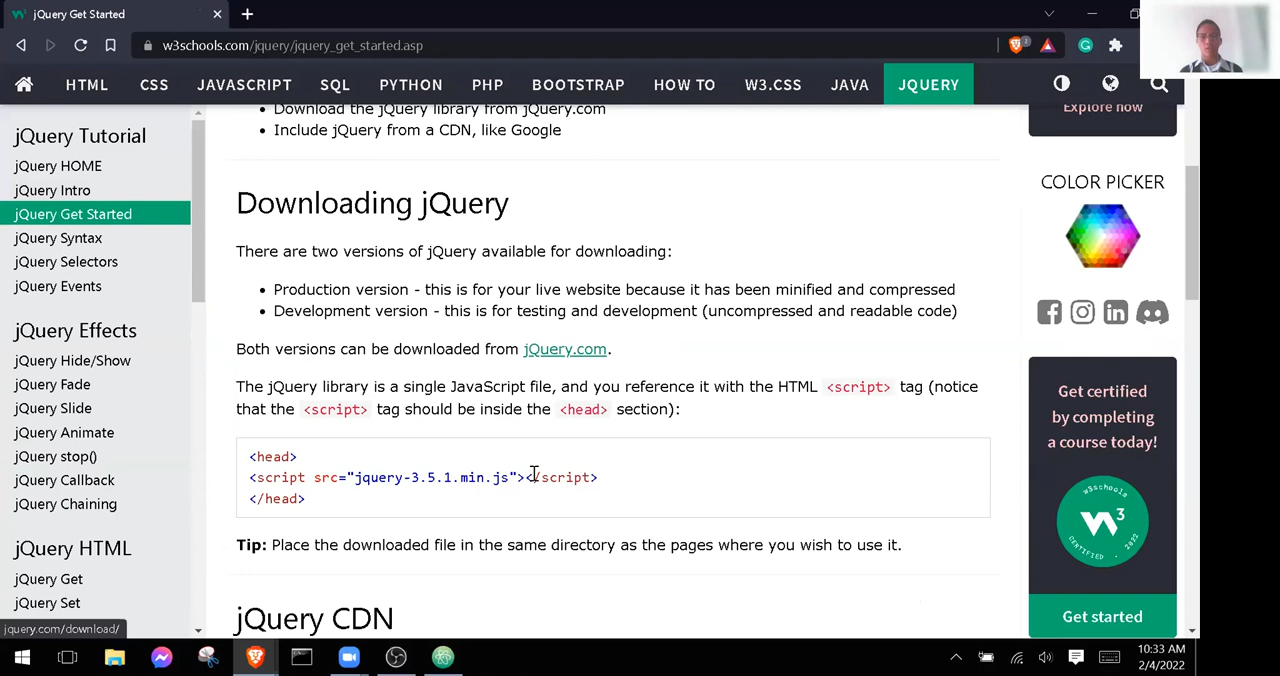 jQuery Get Started
w3schools.com/jquery/jquery_get_started.asp
2
HTML CSS JAVASCRIPT SQL PYTHON PHP BOOTSTRAP HOW TO W3.CSS JAVA JQUERY
jQuery Tutorial
jQuery HOME
jQuery Intro
jQuery Get Started
jQuery Syntax
jQuery Selectors
jQuery Events
jQuery Effects
jQuery Hide/Show
jQuery Fade
jQuery Slide
jQuery Animate
jQuery stop()
jQuery Callback
jQuery Chaining
jQuery HTML
jQuery Get
jQuery Set
jquery.com/download/
Download the jQuery library from jQuery.com
Include jQuery from a CDN, like Google
Downloading jQuery
There are two versions of jQuery available for downloading:
Production version - this is for your live website because it has been minified and compressed
Development version - this is for testing and development (uncompressed and readable code)
Both versions can be downloaded from jQuery.com.
The jQuery library is a single JavaScript file, and you reference it with the HTML <script> tag (notice
that the <script> tag should be inside the <head> section):
<head>
<script src="jquery-3.5.1.min.js"></script>
</head>
Tip: Place the downloaded file in the same directory as the pages where you wish to use it.
jQuery CDN
Explore now
COLOR PICKER
Get certified
by completing
a course today!
w3schools
W3
CERTIFIED . 2022
Get started
10:33 AM
2/4/2022